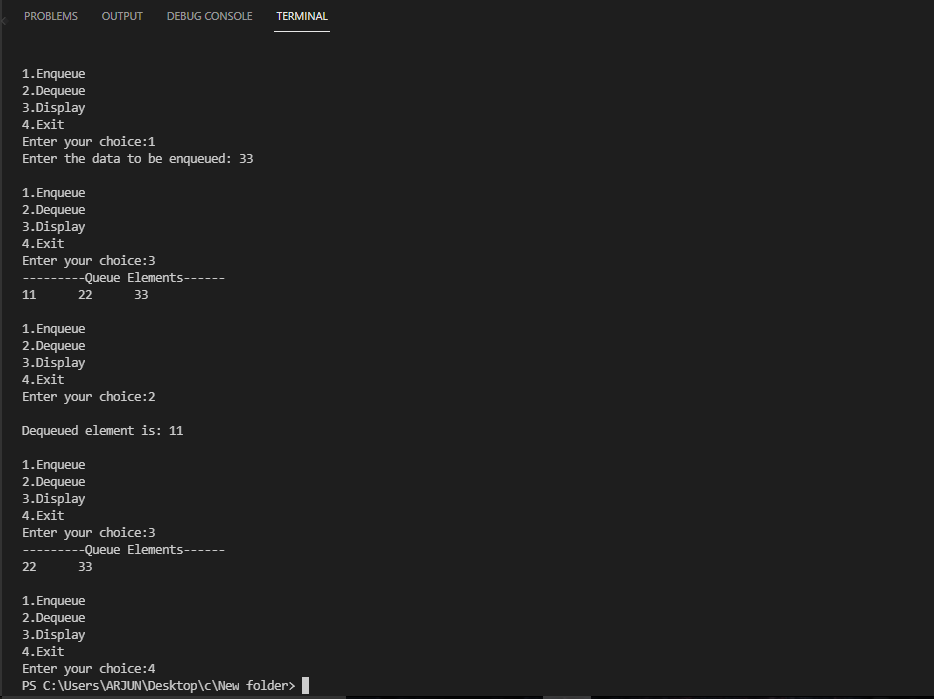 PROBLEMS OUTPUT DEBUG CONSOLE TERMINAL
1.Enqueue
2.Dequeue
3.Display
4.Exit
Enter your choice:1
Enter the data to be enqueued: 33
1.Enqueue
2.Dequeue
3.Display
4.Exit
Enter your choice:3
---------Queue Elements------
11 22 33
1.Enqueue
2.Dequeue
3.Display
4.Exit
Enter your choice:2
Dequeued element is: 11
1.Enqueue
2.Dequeue
3.Display
4.Exit
Enter your choice:3
---------Queue Elements------
22 33
1.Enqueue
2.Dequeue
3.Display
4.Exit
Enter your choice:4
PS C:\Users\ARJUN\Desktop\c\New folder>